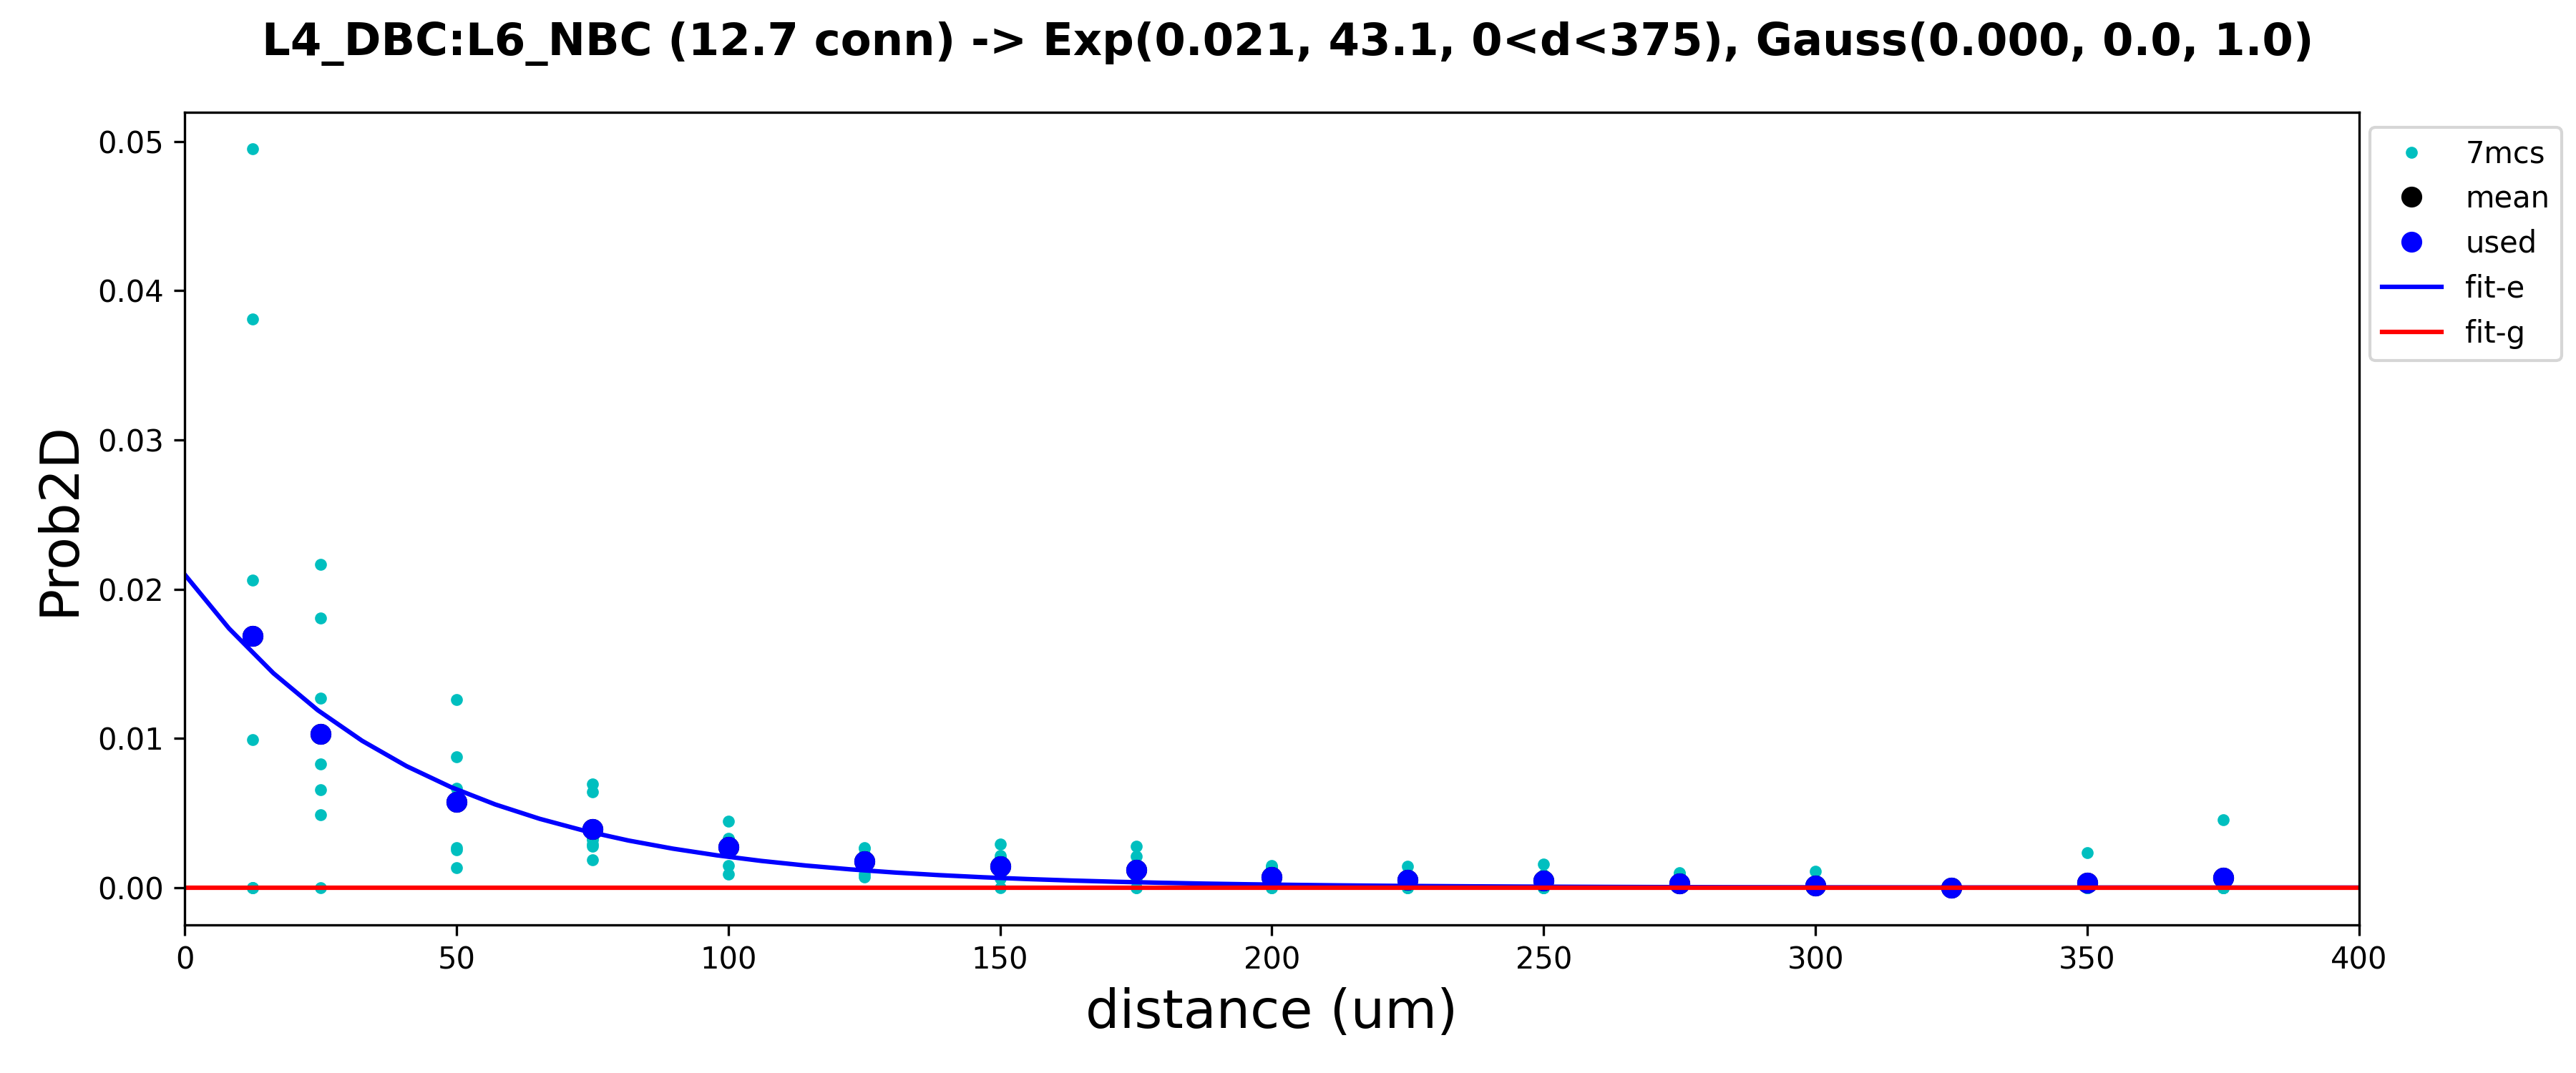 L4_DBC:L6_NBC (12.7 conn) -> Exp(0.021, 43.1, 0<d<375), Gauss(0.000, 0.0, 1.0)
0.05
0.04
0.03
0.02
0.01
0.00
Prob2D
0 50 100 150 200 250 300 350 400
distance (um)
7mcs
mean
used
fit-e
fit-g